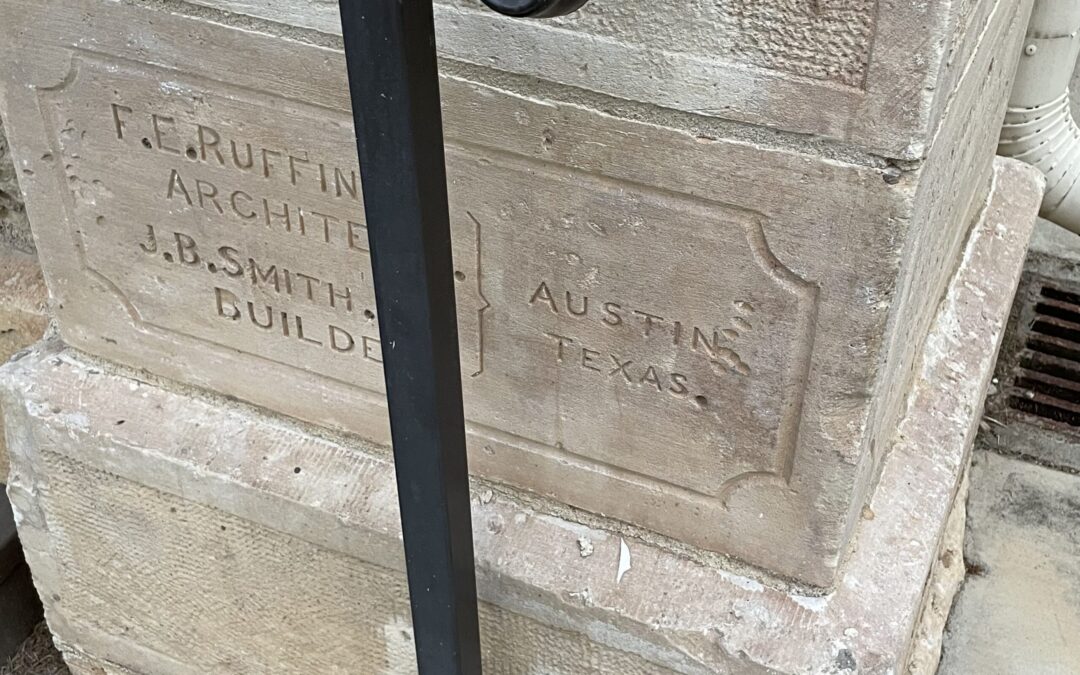 F.E.RUFFIN
ARCHITE
J.B.SMITH.
BUILDE
AUSTIN
TEXAS.